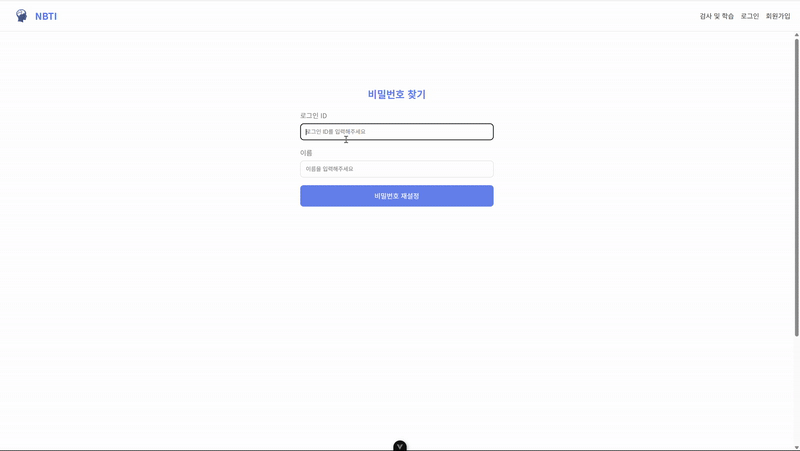 NBTI
검사 및 학습 로그인 회원가입
비밀번호 찾기
로그인 ID
로그인 ID를 입력해주세요
이름
이름을 입력해주세요
비밀번호 재설정